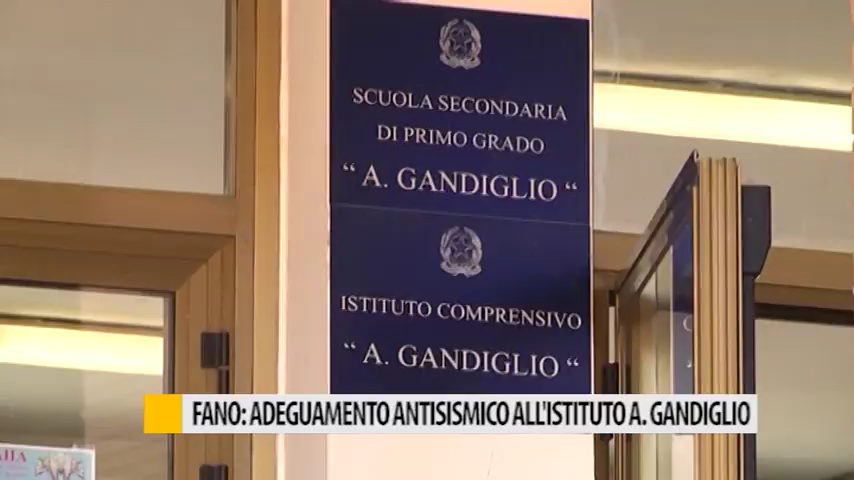 SCUOLA SECONDARIA
DI PRIMO GRADO
“ A. GANDIGLIO “
ISTITUTO COMPRENSIVO
“ A. GANDIGLIO “
FANO: ADEGUAMENTO ANTISISMICO ALL'ISTITUTO A. GANDIGLIO